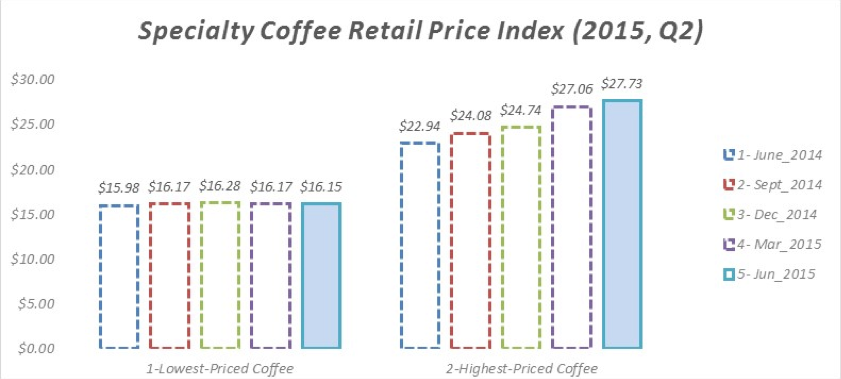 Specialty Coffee Retail Price Index (2015, Q2)
$30.00
$25.00
$20.00
$15.00
$10.00
$5.00
$0.00
$15.98 $16.17 $16.28 $16.17 $16.15
$22.94 $24.08 $24.74 $27.06 $27.73
1-Lowest-Priced Coffee
2-Highest-Priced Coffee
1- June_2014
2- Sept_2014
3- Dec_2014
4- Mar_2015
5- Jun_2015